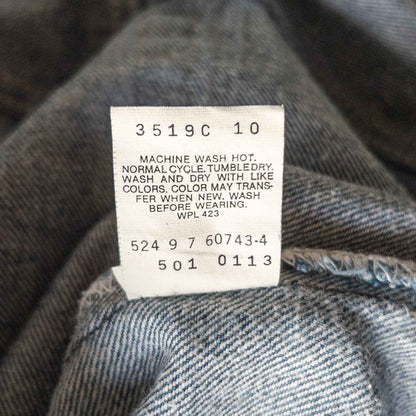 3519C 10
MACHINE WASH HOT.
NORMAL CYCLE. TUMBLE DRY.
WASH AND DRY WITH LIKE
COLORS. COLOR MAY TRANS-
FER WHEN NEW. WASH
BEFORE WEARING.
WPL 423
524 9 7 60743-4
501 0113